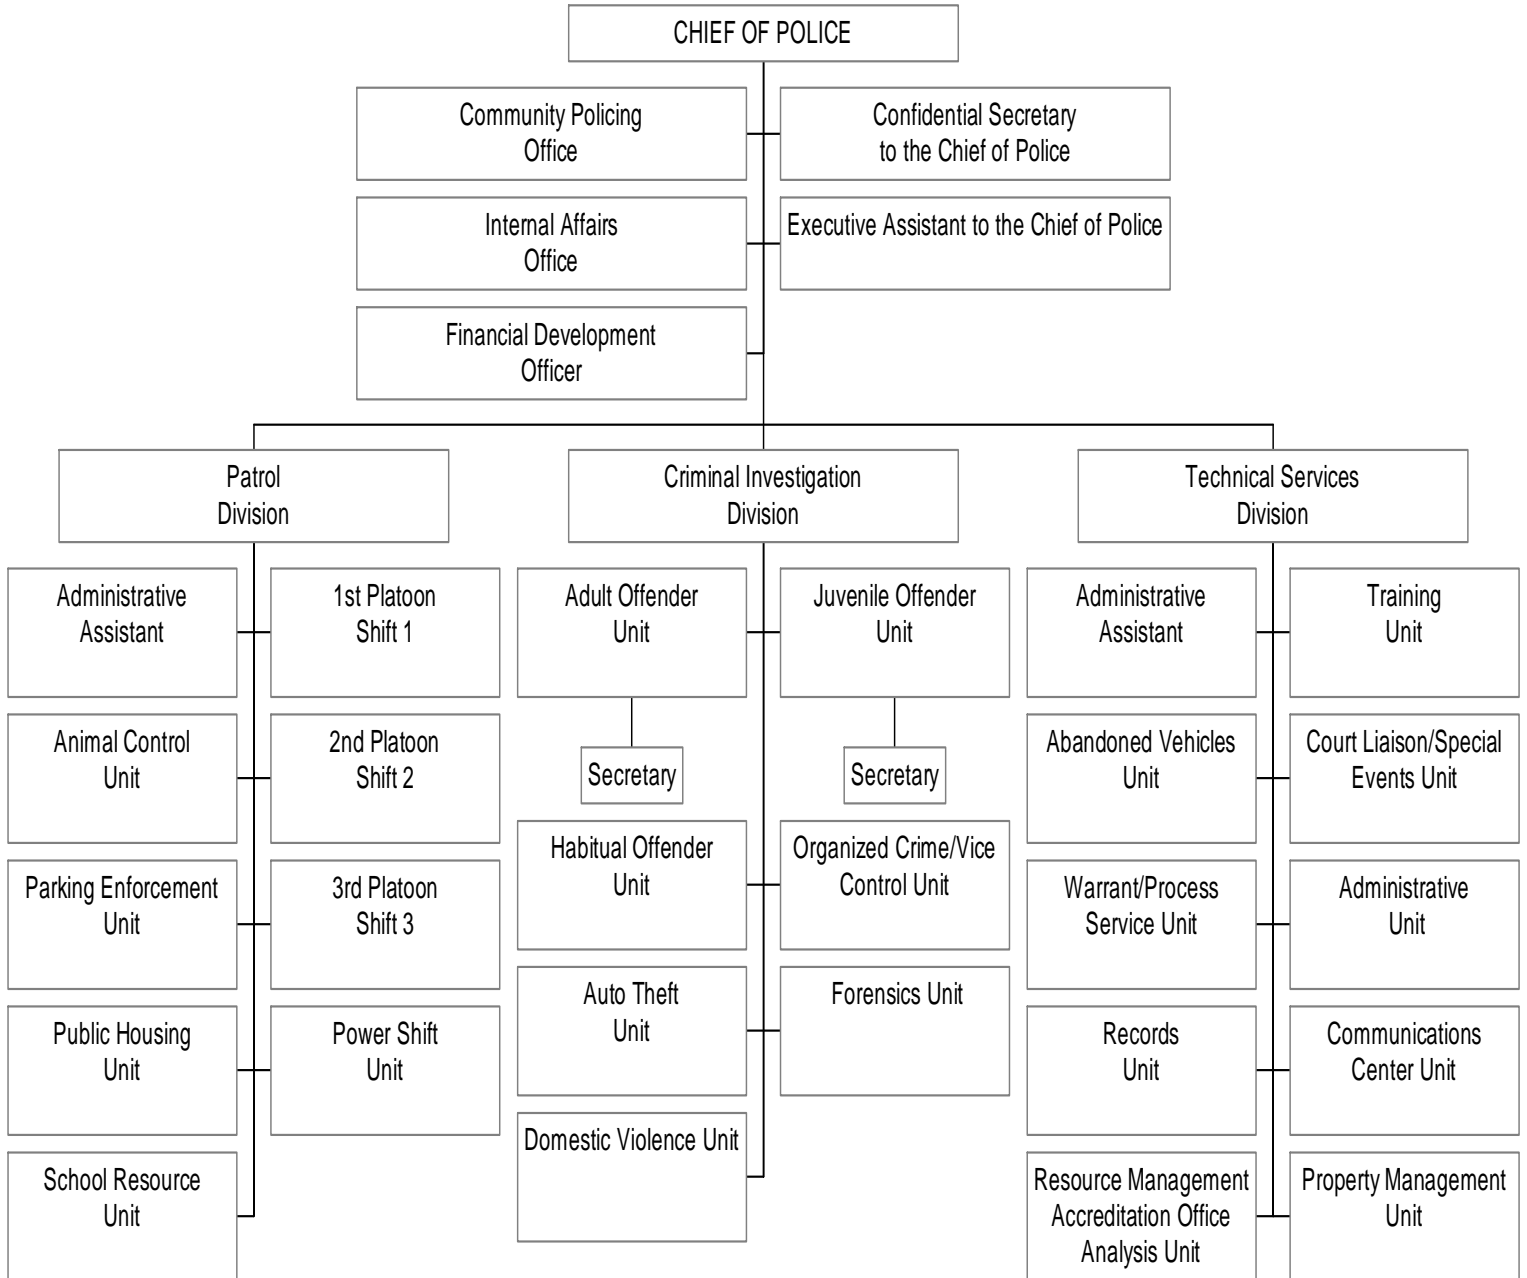 CHIEF OF POLICE
Community Policing
Office
Confidential Secretary
to the Chief of Police
Internal Affairs
Office
Executive Assistant to the Chief of Police
Financial Development
Officer
Patrol
Division
Criminal Investigation
Division
Technical Services
Division
Administrative
Assistant
1st Platoon
Shift 1
Adult Offender
Unit
Juvenile Offender
Unit
Administrative
Assistant
Training
Unit
Animal Control
Unit
2nd Platoon
Shift 2
Secretary
Secretary
Abandoned Vehicles
Unit
Court Liaison/Special
Events Unit
Parking Enforcement
Unit
3rd Platoon
Shift 3
Habitual Offender
Unit
Organized Crime/Vice
Control Unit
Warrant/Process
Service Unit
Administrative
Unit
Public Housing
Unit
Power Shift
Unit
Auto Theft
Unit
Forensics Unit
Records
Unit
Communications
Center Unit
School Resource
Unit
Domestic Violence Unit
Resource Management
Accreditation Office
Analysis Unit
Property Management
Unit